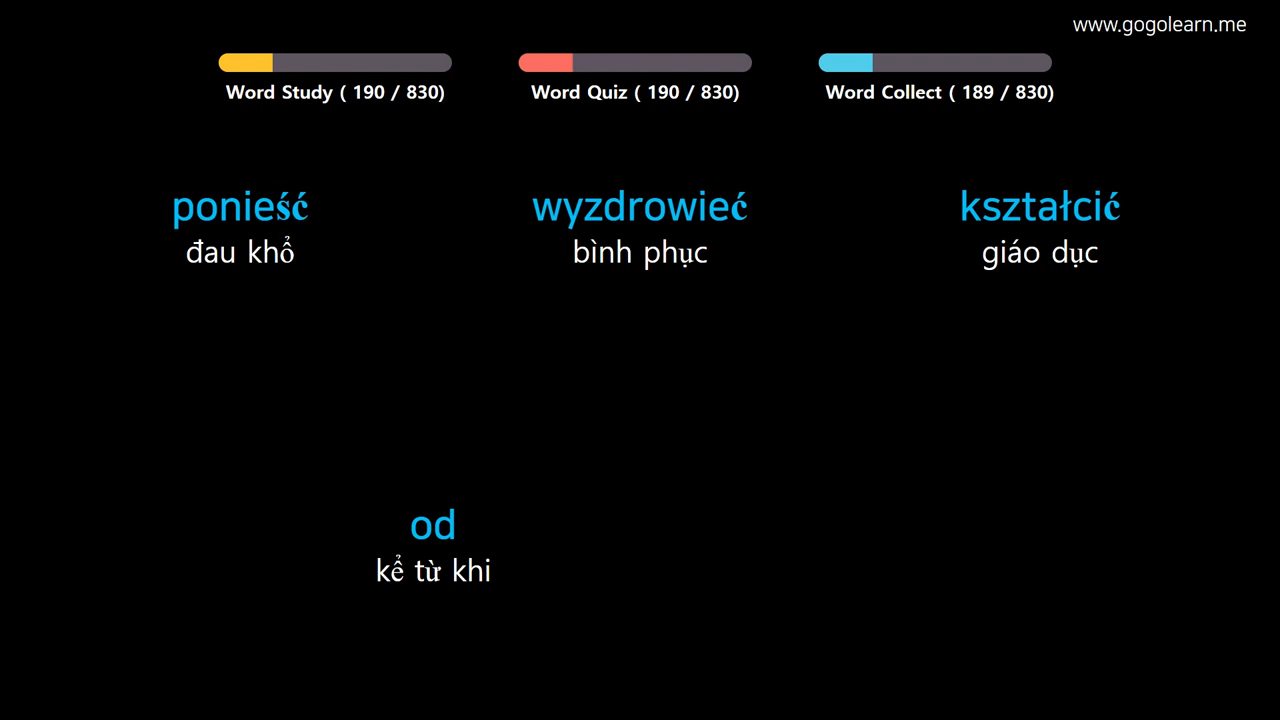 www.gogolearn.me
Word Study ( 190 / 830)
Word Quiz ( 190 / 830)
Word Collect ( 189 / 830)
ponieść
đau khổ
wyzdrowieć
bình phục
kształcić
giáo dục
od
kể từ khi